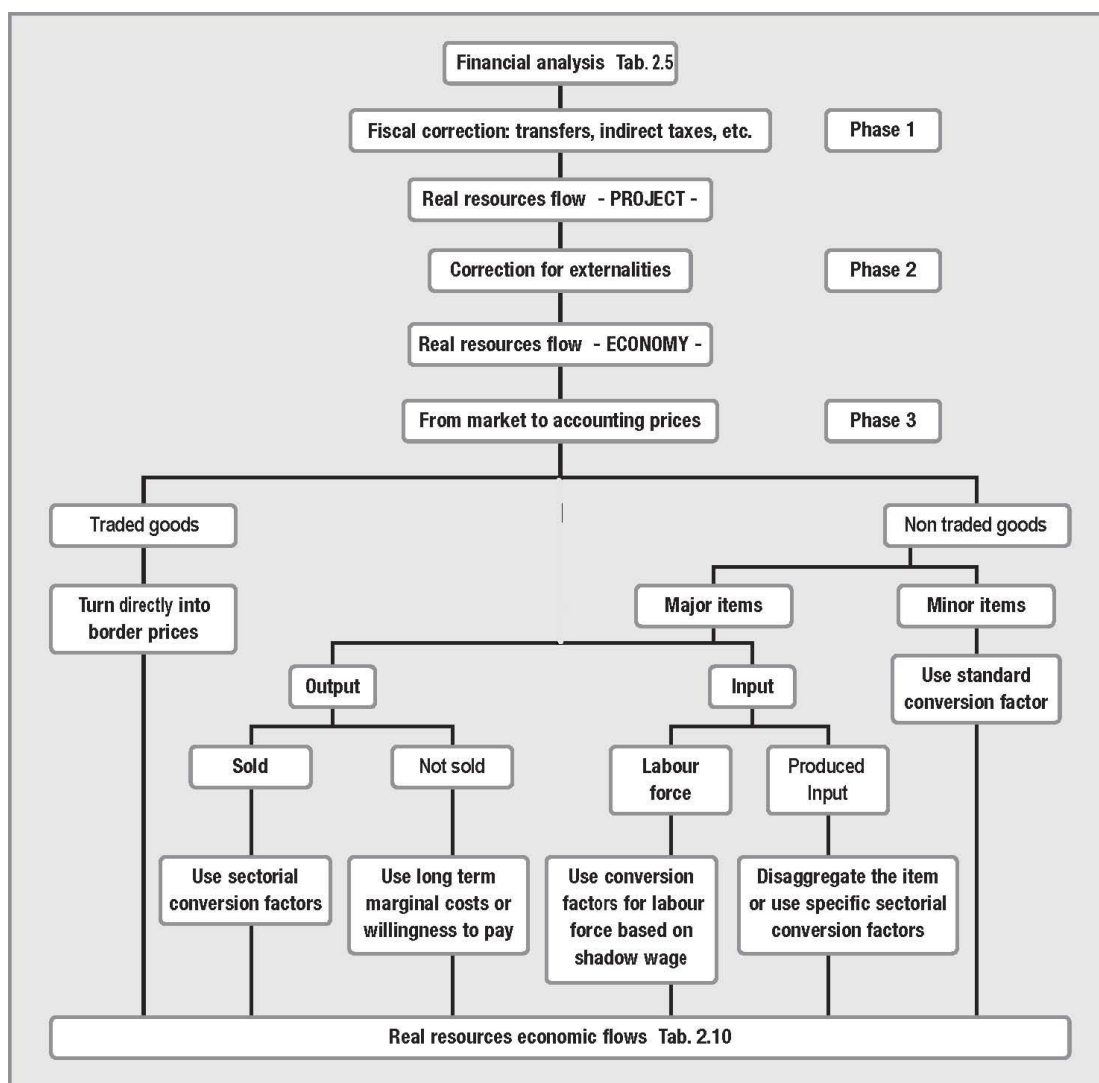 Financial analysis Tab. 2.5
Fiscal correction: transfers, indirect taxes, etc.
Phase 1
Real resources flow - PROJECT -
Correction for externalities
Phase 2
Real resources flow - ECONOMY -
From market to accounting prices
Phase 3
Traded goods
Non traded goods
Turn directly into
border prices
Major items
Minor items
Output
Input
Use standard
conversion factor
Sold
Not sold
Labour
force
Produced
Input
Use sectorial
conversion factors
Use long term
marginal costs or
willingness to pay
Use conversion
factors for labour
force based on
shadow wage
Disaggregate the item
or use specific sectorial
conversion factors
Real resources economic flows Tab. 2.10